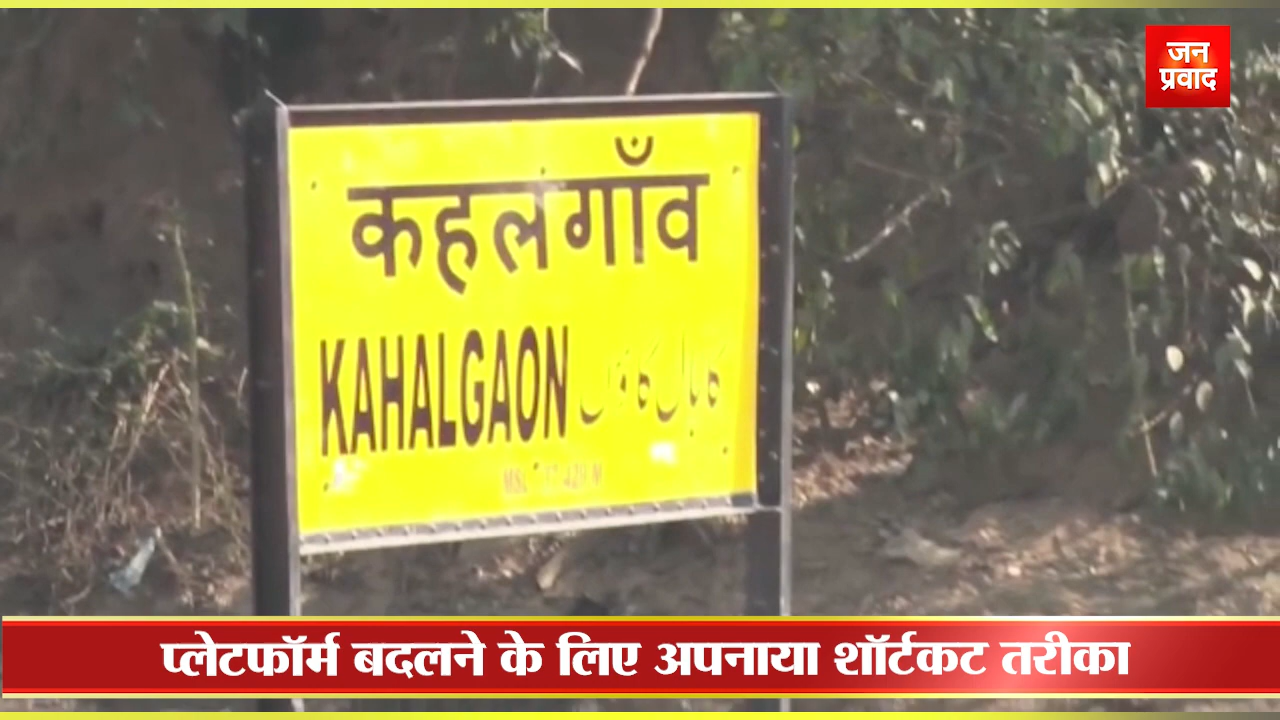 जन
प्रवाद
कहलगाँव
KAHALGAON
प्लेटफॉर्म बदलने के लिए अपनाया शॉर्टकट तरीका